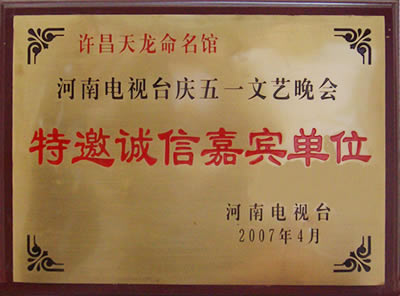 许昌天龙命名馆
河南电视台庆五一文艺晚会
特邀诚信嘉宾单位
河南电视台
2007年4月